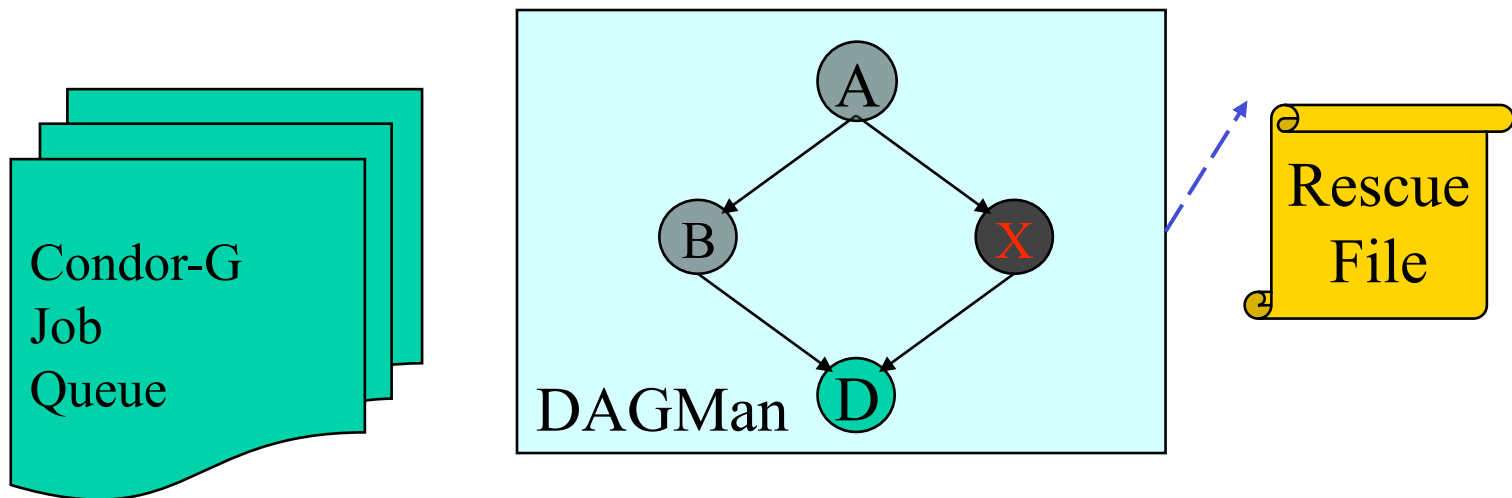 Condor-G
Job
Queue
A
B
X
D
DAGMan
Rescue
File